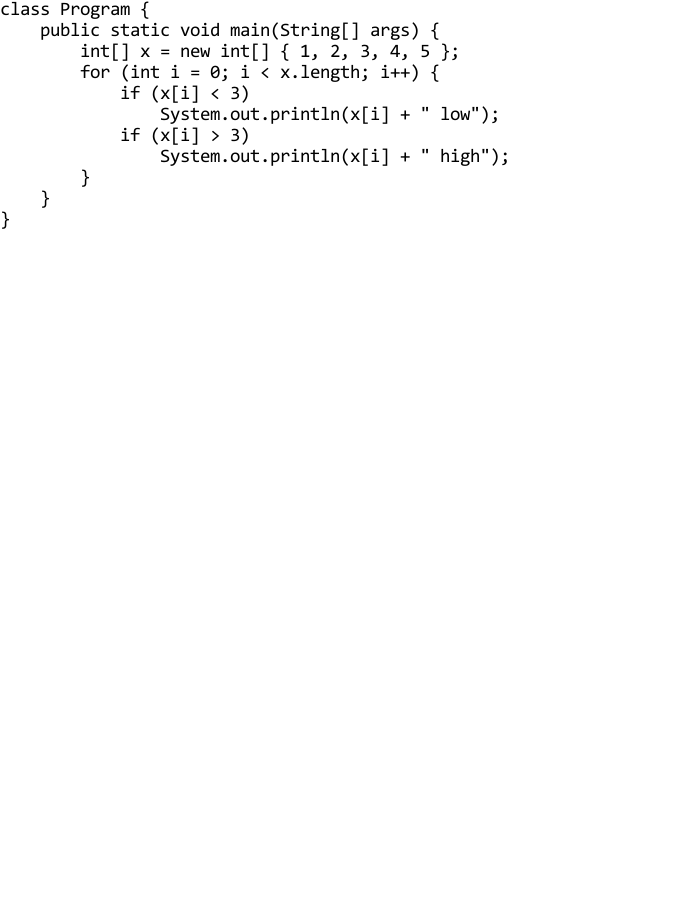 class Program {
    public static void main(String[] args) {
        int[] x = new int[] { 1, 2, 3, 4, 5 };
        for (int i = 0; i < x.length; i++) {
            if (x[i] < 3)
                System.out.println(x[i] + " low");
            if (x[i] > 3)
                System.out.println(x[i] + " high");
        }
    }
}